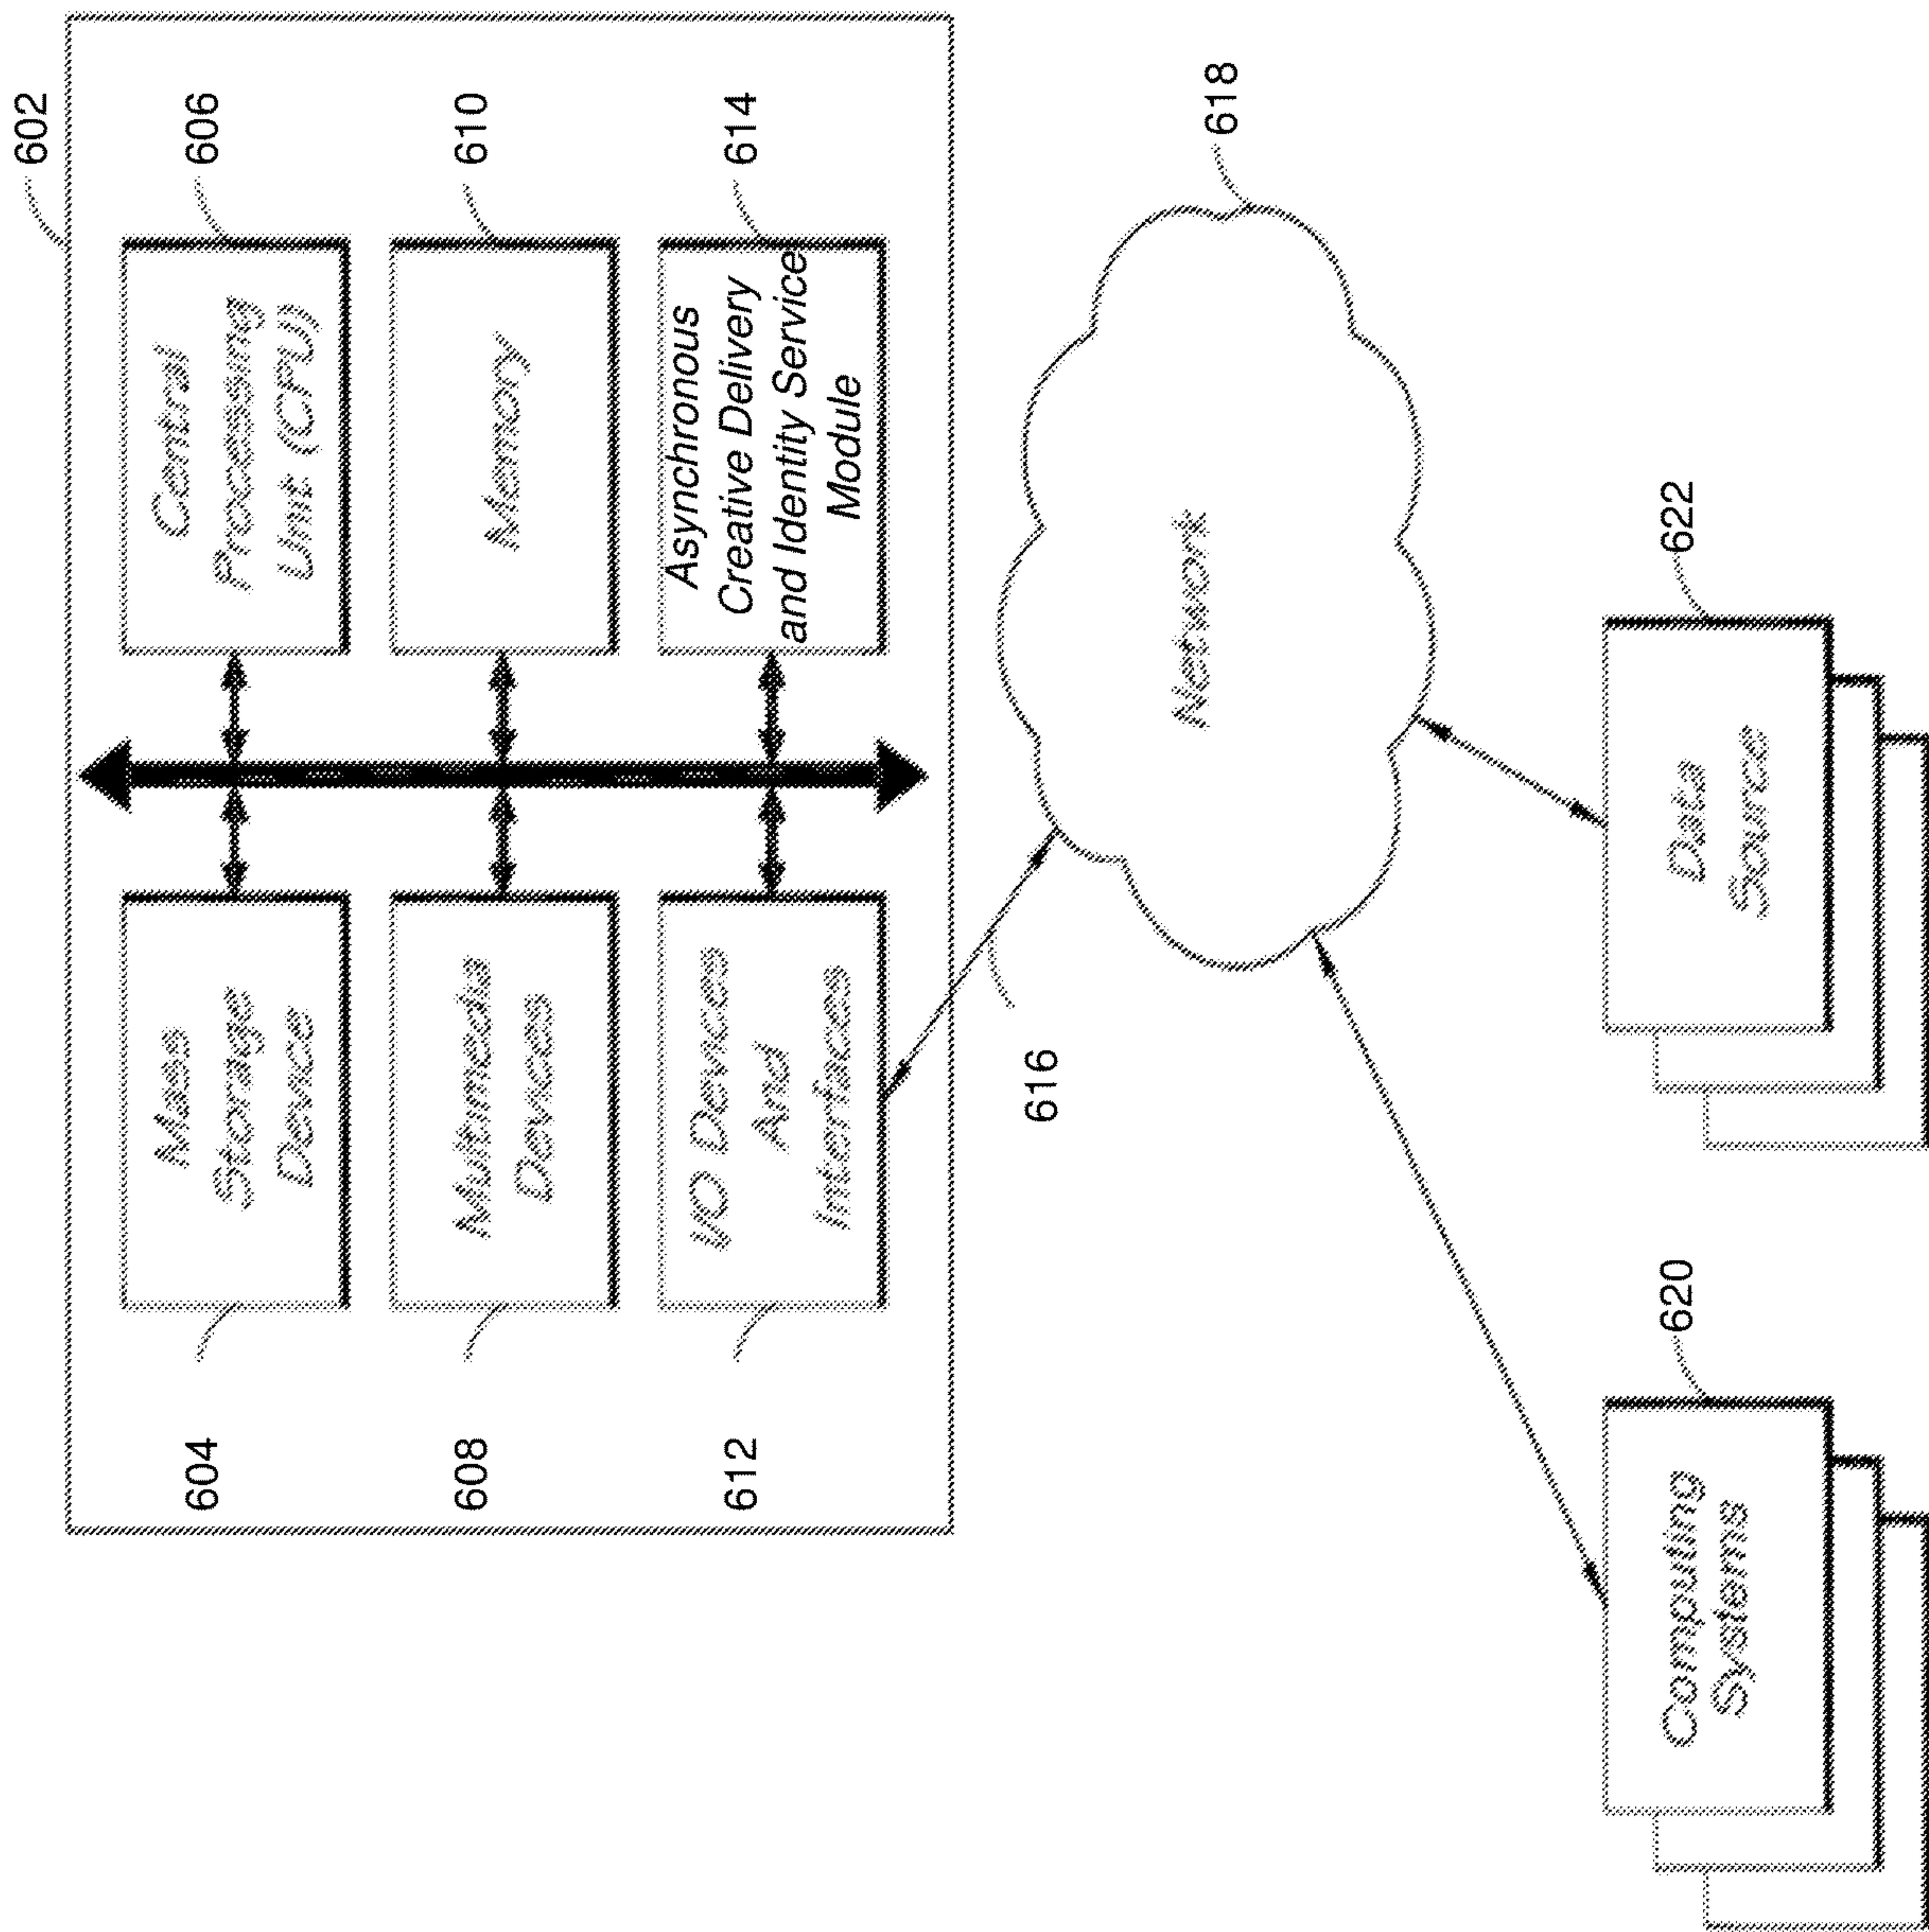 602
604
Mass
Storage
Device
Central
Processing
Unit (CPU)
606
608
Multimedia
Devices
Memory
610
612
I/O Devices
And
Interfaces
Asynchronous
Creative Delivery
and Identity Service
Module
614
616
Network
618
Computing
Systems
620
Data
Source
622